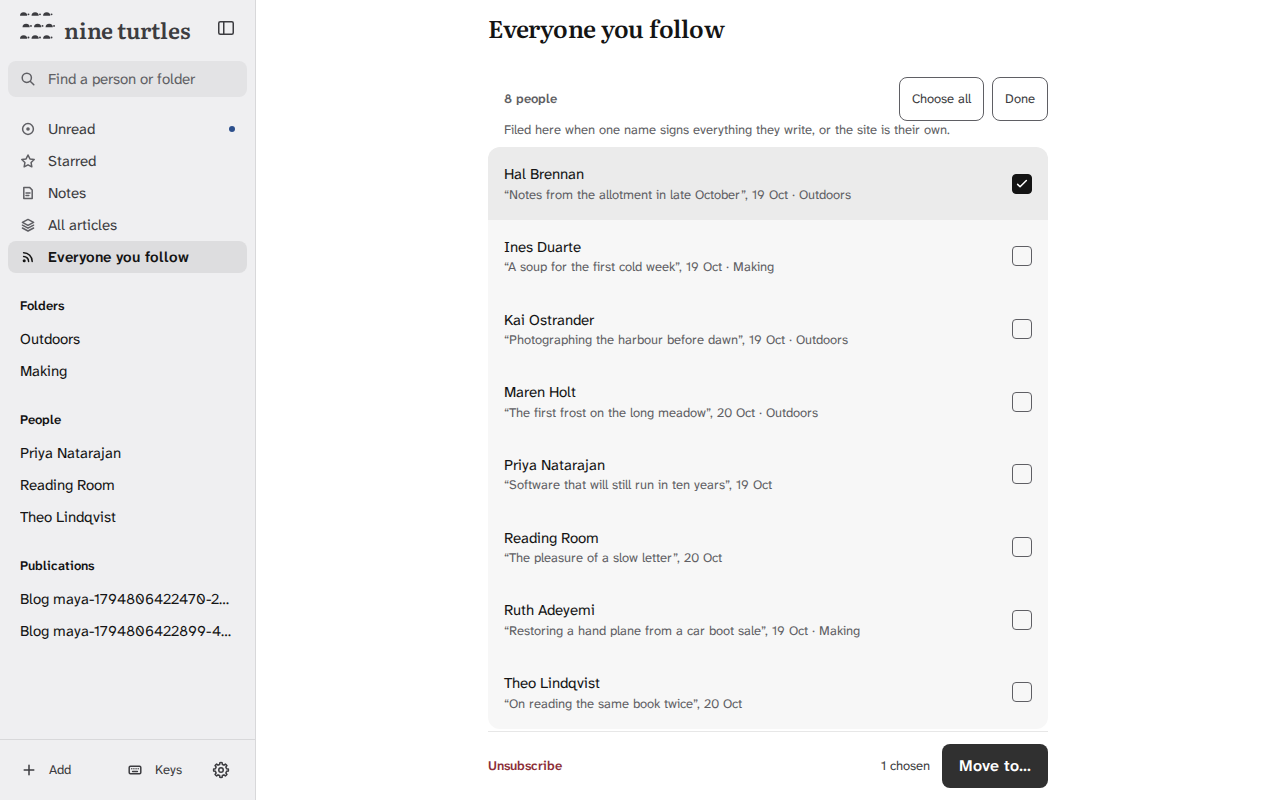 nine turtles
Find a person or folder
Unread
Starred
Notes
All articles
Everyone you follow
Folders
Outdoors
Making
People
Priya Natarajan
Reading Room
Theo Lindqvist
Publications
Blog maya-1794806422470-2...
Blog maya-1794806422899-4...
Add
Keys
Everyone you follow
8 people
Choose all
Done
Filed here when one name signs everything they write, or the site is their own.
Hal Brennan
“Notes from the allotment in late October”, 19 Oct · Outdoors
Ines Duarte
“A soup for the first cold week”, 19 Oct · Making
Kai Ostrander
“Photographing the harbour before dawn”, 19 Oct · Outdoors
Maren Holt
“The first frost on the long meadow”, 20 Oct · Outdoors
Priya Natarajan
“Software that will still run in ten years”, 19 Oct
Reading Room
“The pleasure of a slow letter”, 20 Oct
Ruth Adeyemi
“Restoring a hand plane from a car boot sale”, 19 Oct · Making
Theo Lindqvist
“On reading the same book twice”, 20 Oct
Unsubscribe
1 chosen
Move to...